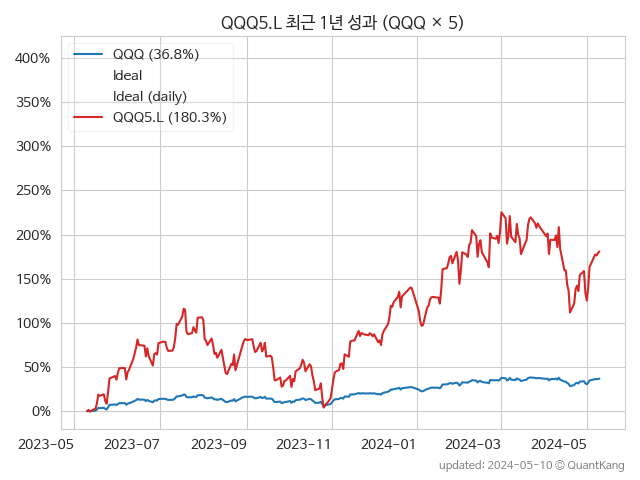 QQQ5.L 최근 1년 성과 (QQQ × 5)
QQQ (36.8%)
Ideal
Ideal (daily)
QQQ5.L (180.3%)
400%
350%
300%
250%
200%
150%
100%
50%
0%
2023-05 2023-07 2023-09 2023-11 2024-01 2024-03 2024-05
updated: 2024-05-10 © QuantKang